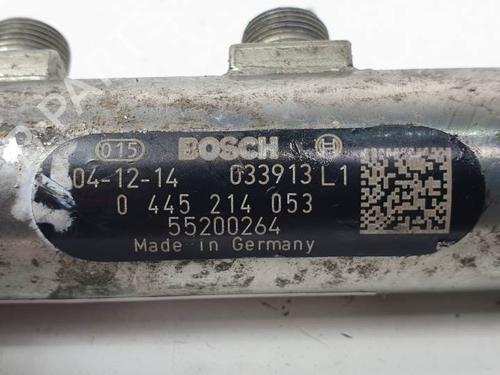 015 BOSCH
04-12-14 033913 L1
0 445 214 053
55200264
Made in Germany